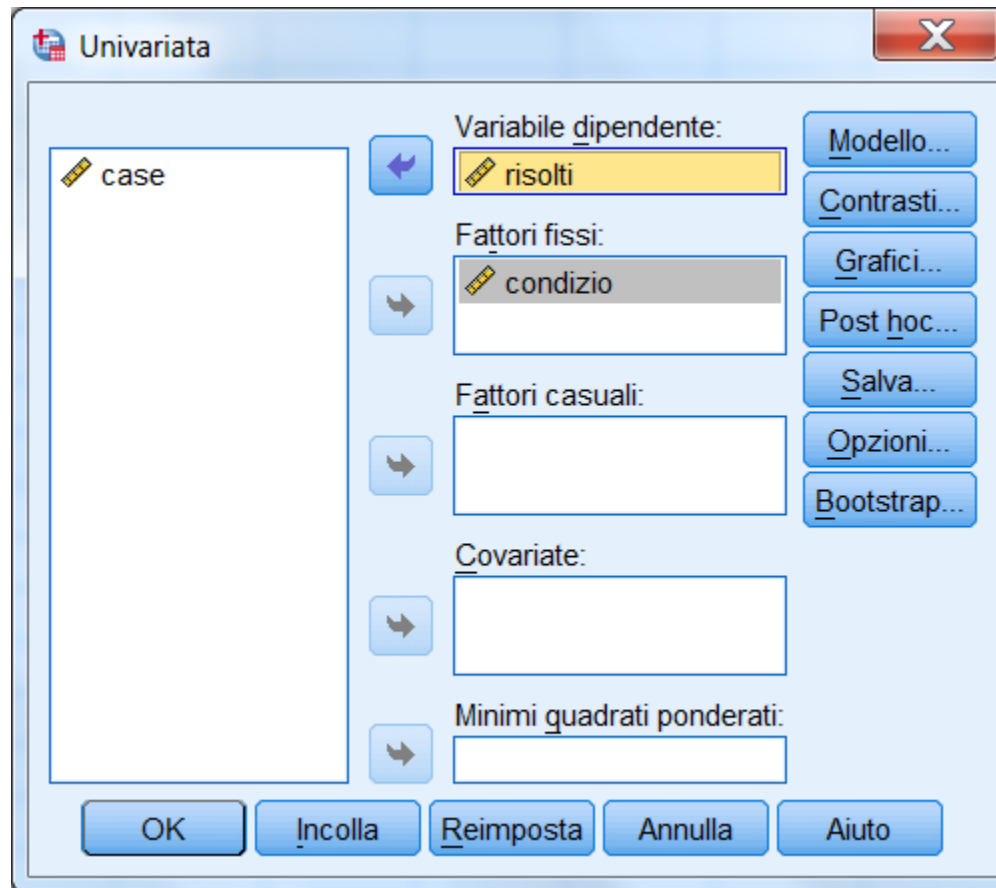 Univariata
case
Variabile dipendente:
risolti
Fattori fissi:
condizio
Fattori casuali:
Covariate:
Minimi quadrati ponderati:
Modello...
Contrasti...
Grafici...
Post hoc...
Salva...
Opzioni...
Bootstrap...
OK
Incolla
Reimposta
Annulla
Aiuto